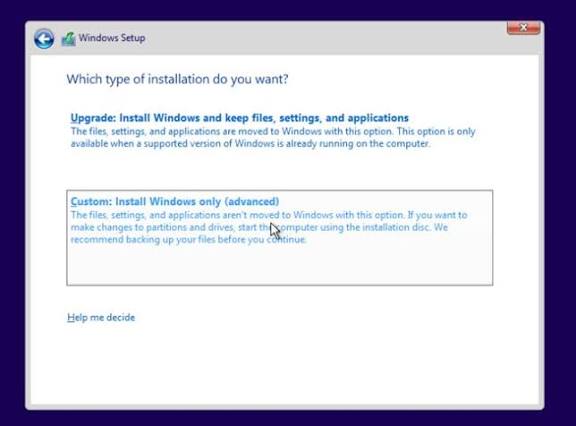 Windows Setup
Which type of installation do you want?
Upgrade: Install Windows and keep files, settings, and applications
The files, settings, and applications are moved to Windows with this option. This option is only
available when a supported version of Windows is already running on the computer.
Custom: Install Windows only (advanced)
The files, settings, and applications aren't moved to Windows with this option. If you want to
make changes to partitions and drives, start the computer using the installation disc. We
recommend backing up your files before you continue.
Help me decide